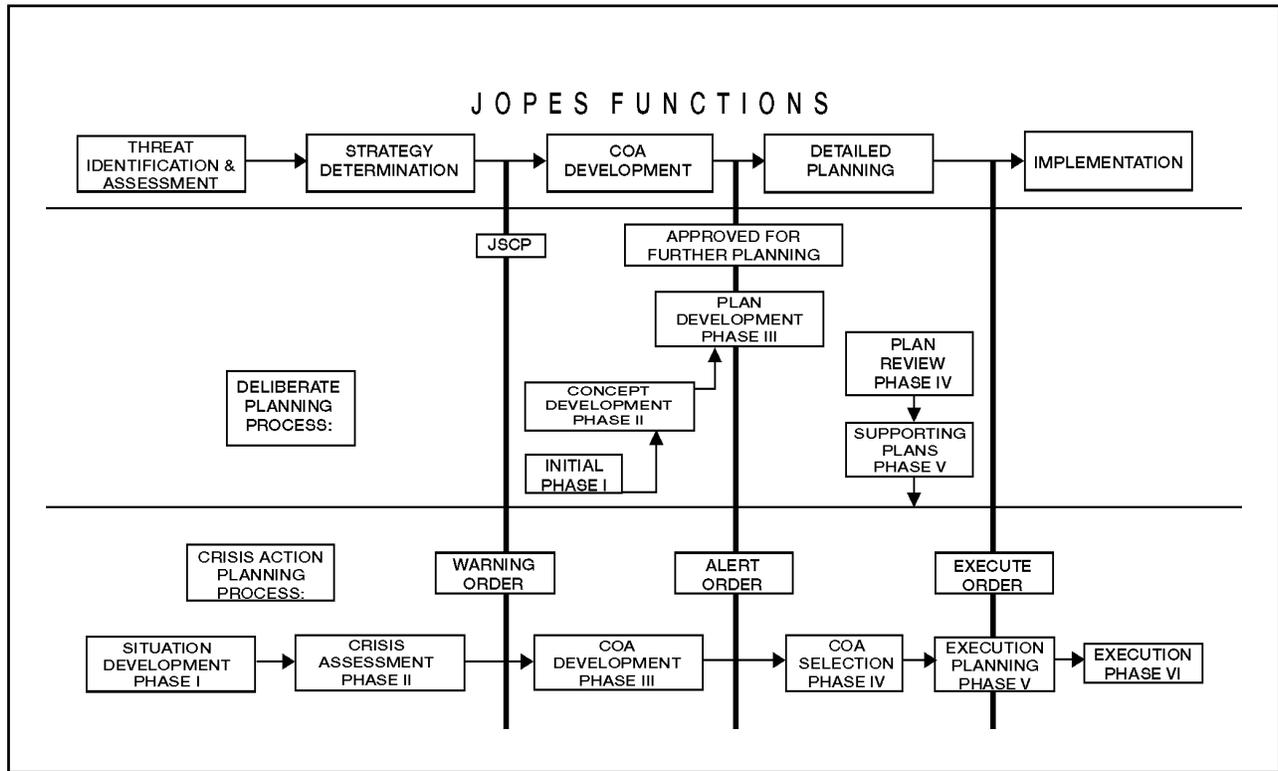 JOPES FUNCTIONS
THREAT
IDENTIFICATION &
ASSESSMENT
STRATEGY
DETERMINATION
COA
DEVELOPMENT
DETAILED
PLANNING
IMPLEMENTATION
JSCP
APPROVED FOR
FURTHER PLANNING
PLAN
DEVELOPMENT
PHASE III
PLAN
REVIEW
PHASE IV
DELIBERATE
PLANNING
PROCESS:
CONCEPT
DEVELOPMENT
PHASE II
SUPPORTING
PLANS
PHASE V
INITIAL
PHASE I
CRISIS ACTION
PLANNING
PROCESS:
WARNING
ORDER
ALERT
ORDER
EXECUTE
ORDER
SITUATION
DEVELOPMENT
PHASE I
CRISIS
ASSESSMENT
PHASE II
COA
DEVELOPMENT
PHASE III
COA
SELECTION
PHASE IV
EXECUTION
PLANNING
PHASE V
EXECUTION
PHASE VI